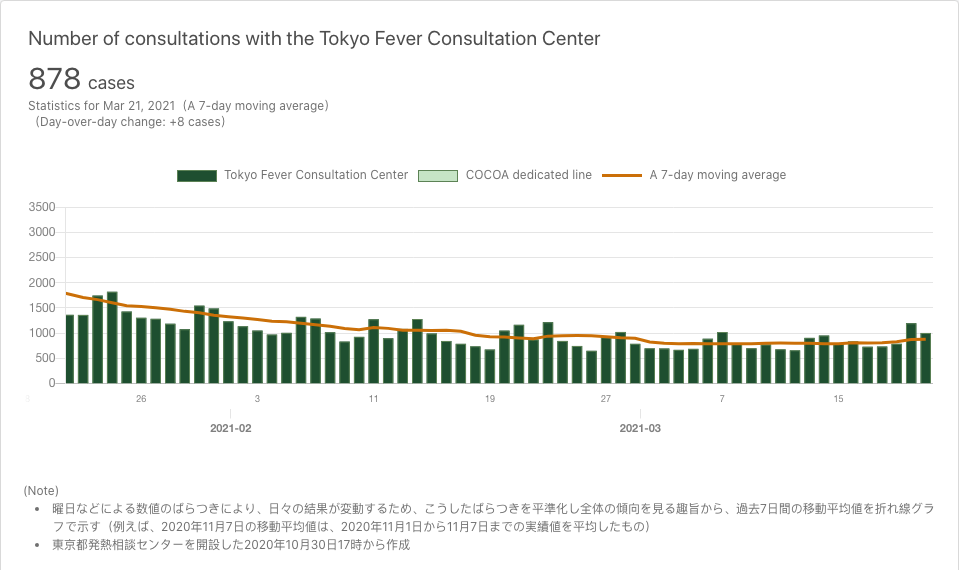 Number of consultations with the Tokyo Fever Consultation Center
878 cases
Statistics for Mar 21, 2021（A 7-day moving average）
（Day-over-day change: +8 cases）
Tokyo Fever Consultation Center COCOA dedicated line A 7-day moving average
3500
3000
2500
2000
1500
1000
500
0
26 3 11 19 27 7 15
2021-02 2021-03
(Note)
• 曜日などによる数値のばらつきにより、日々の結果が変動するため、こうしたばらつきを平準化し全体の傾向を見る趣旨から、過去7日間の移動平均値を折れ線グラ
フで示す（例えば、2020年11月7日の移動平均値は、2020年11月1日から11月7日までの実績値を平均したもの）
• 東京都発熱相談センターを開設した2020年10月30日17時から作成